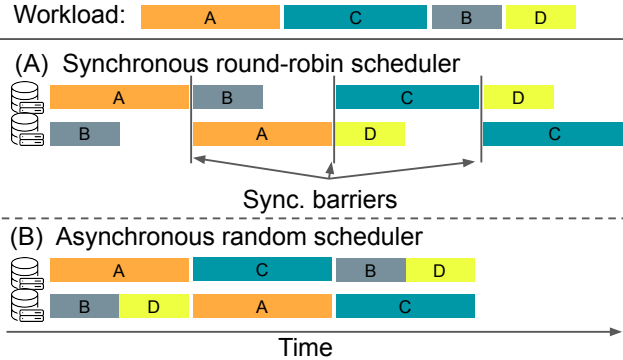 Workload: A C B D
(A) Synchronous round-robin scheduler
A B C D
B A D C
Sync. barriers
(B) Asynchronous random scheduler
A C B D
B D A C
Time